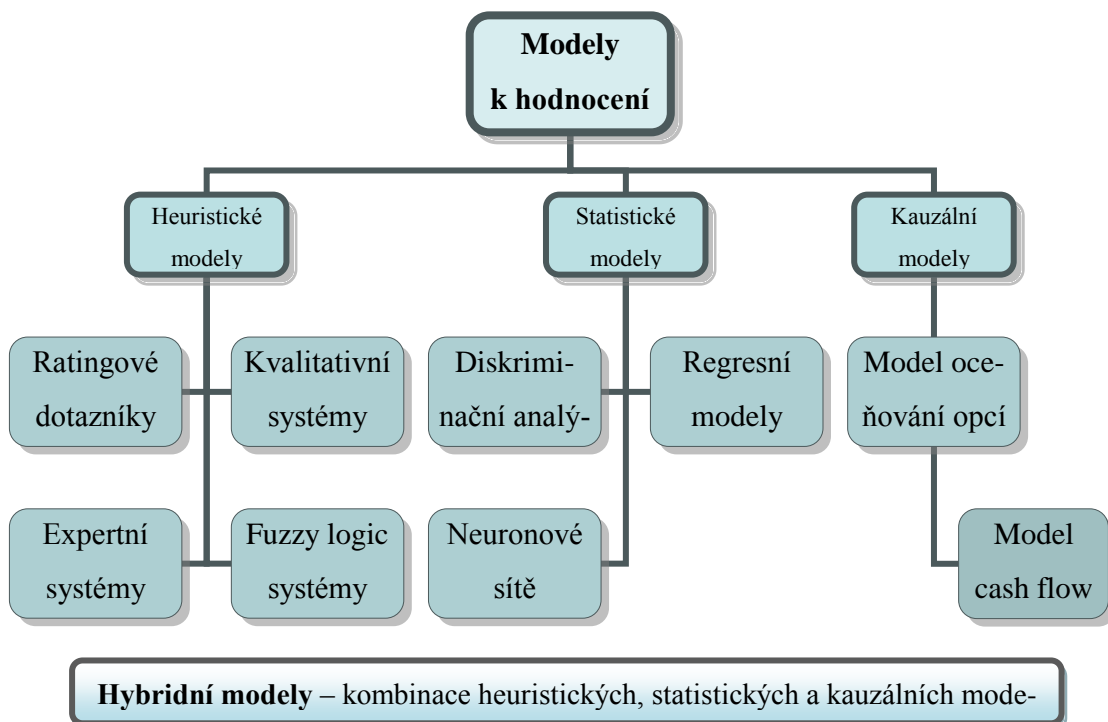 Modely
k hodnocení
Heuristické
modely
Statistické
modely
Kauzální
modely
Ratingové
dotazníky
Kvalitativní
systémy
Diskrimi-
nační analý-
Regresní
modely
Model oce-
ňování opcí
Expertní
systémy
Fuzzy logic
systémy
Neuronové
sítě
Model
cash flow
Hybridní modely – kombinace heuristických, statistických a kauzálních mode-